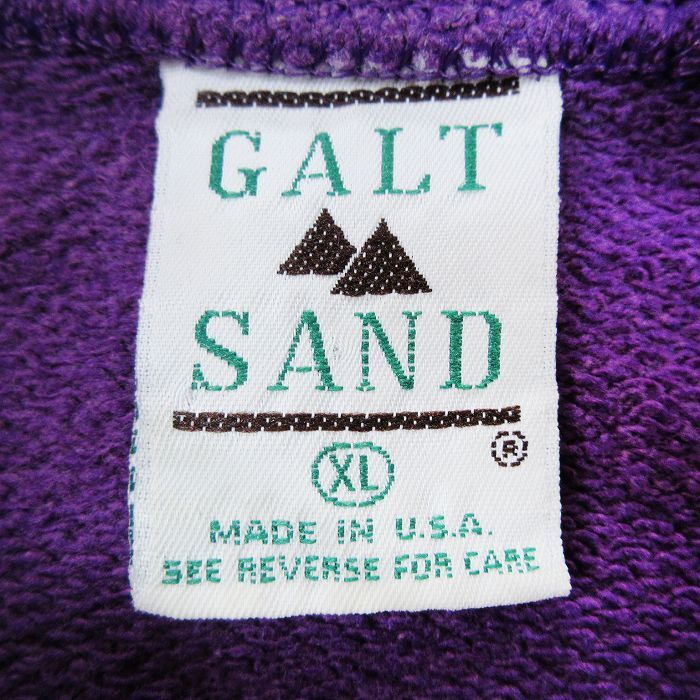 GALT
SAND
®
XL
MADE IN U.S.A.
SEE REVERSE FOR CARE